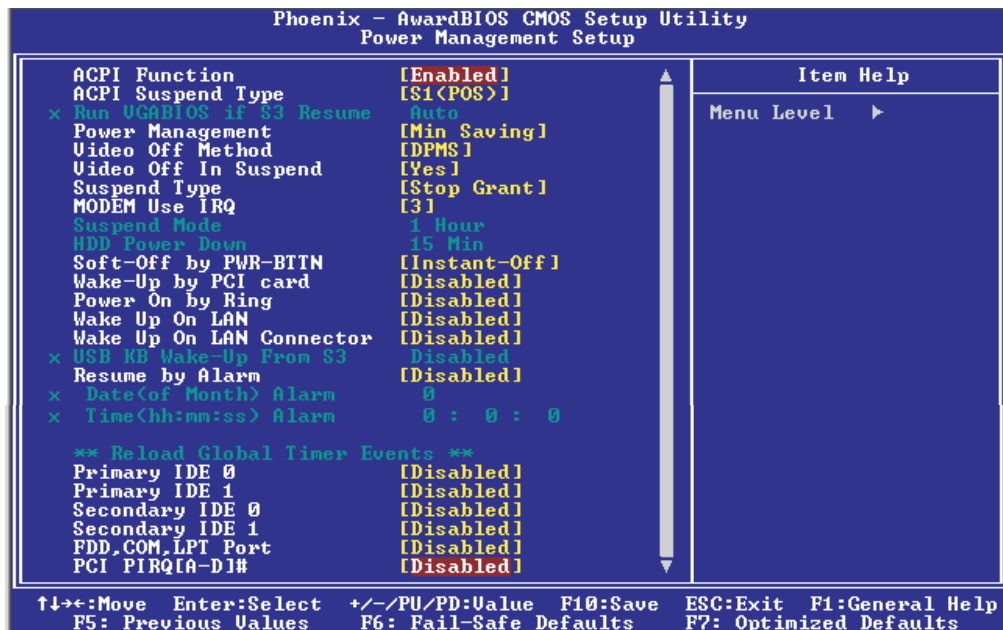 Phoenix - AwardBIOS CMOS Setup Utility
Power Management Setup
ACPI Function [Enabled]
ACPI Suspend Type [S1(POS)]
x Run VGABIOS if S3 Resume Auto
Power Management [Min Saving]
Video Off Method [DPMS]
Video Off In Suspend [Yes]
Suspend Type [Stop Grant]
MODEM Use IRQ [3]
Suspend Mode 1 Hour
HDD Power Down 15 Min
Soft-Off by PWR-BTTN [Instant-Off]
Wake-Up by PCI card [Disabled]
Power On by Ring [Disabled]
Wake Up On LAN [Disabled]
Wake Up On LAN Connector [Disabled]
x USB KB Wake-Up From S3 Disabled
Resume by Alarm [Disabled]
x Date(of Month) Alarm 0
x Time(hh:mm:ss) Alarm 0 : 0 : 0
** Reload Global Timer Events **
Primary IDE 0 [Disabled]
Primary IDE 1 [Disabled]
Secondary IDE 0 [Disabled]
Secondary IDE 1 [Disabled]
FDD,COM,LPT Port [Disabled]
PCI PIRQ[A-D]# [Disabled]
Item Help
Menu Level ►
↑↓→←:Move Enter:Select +/-/PU/PD:Value F10:Save ESC:Exit F1:General Help
F5: Previous Values F6: Fail-Safe Defaults F7: Optimized Defaults